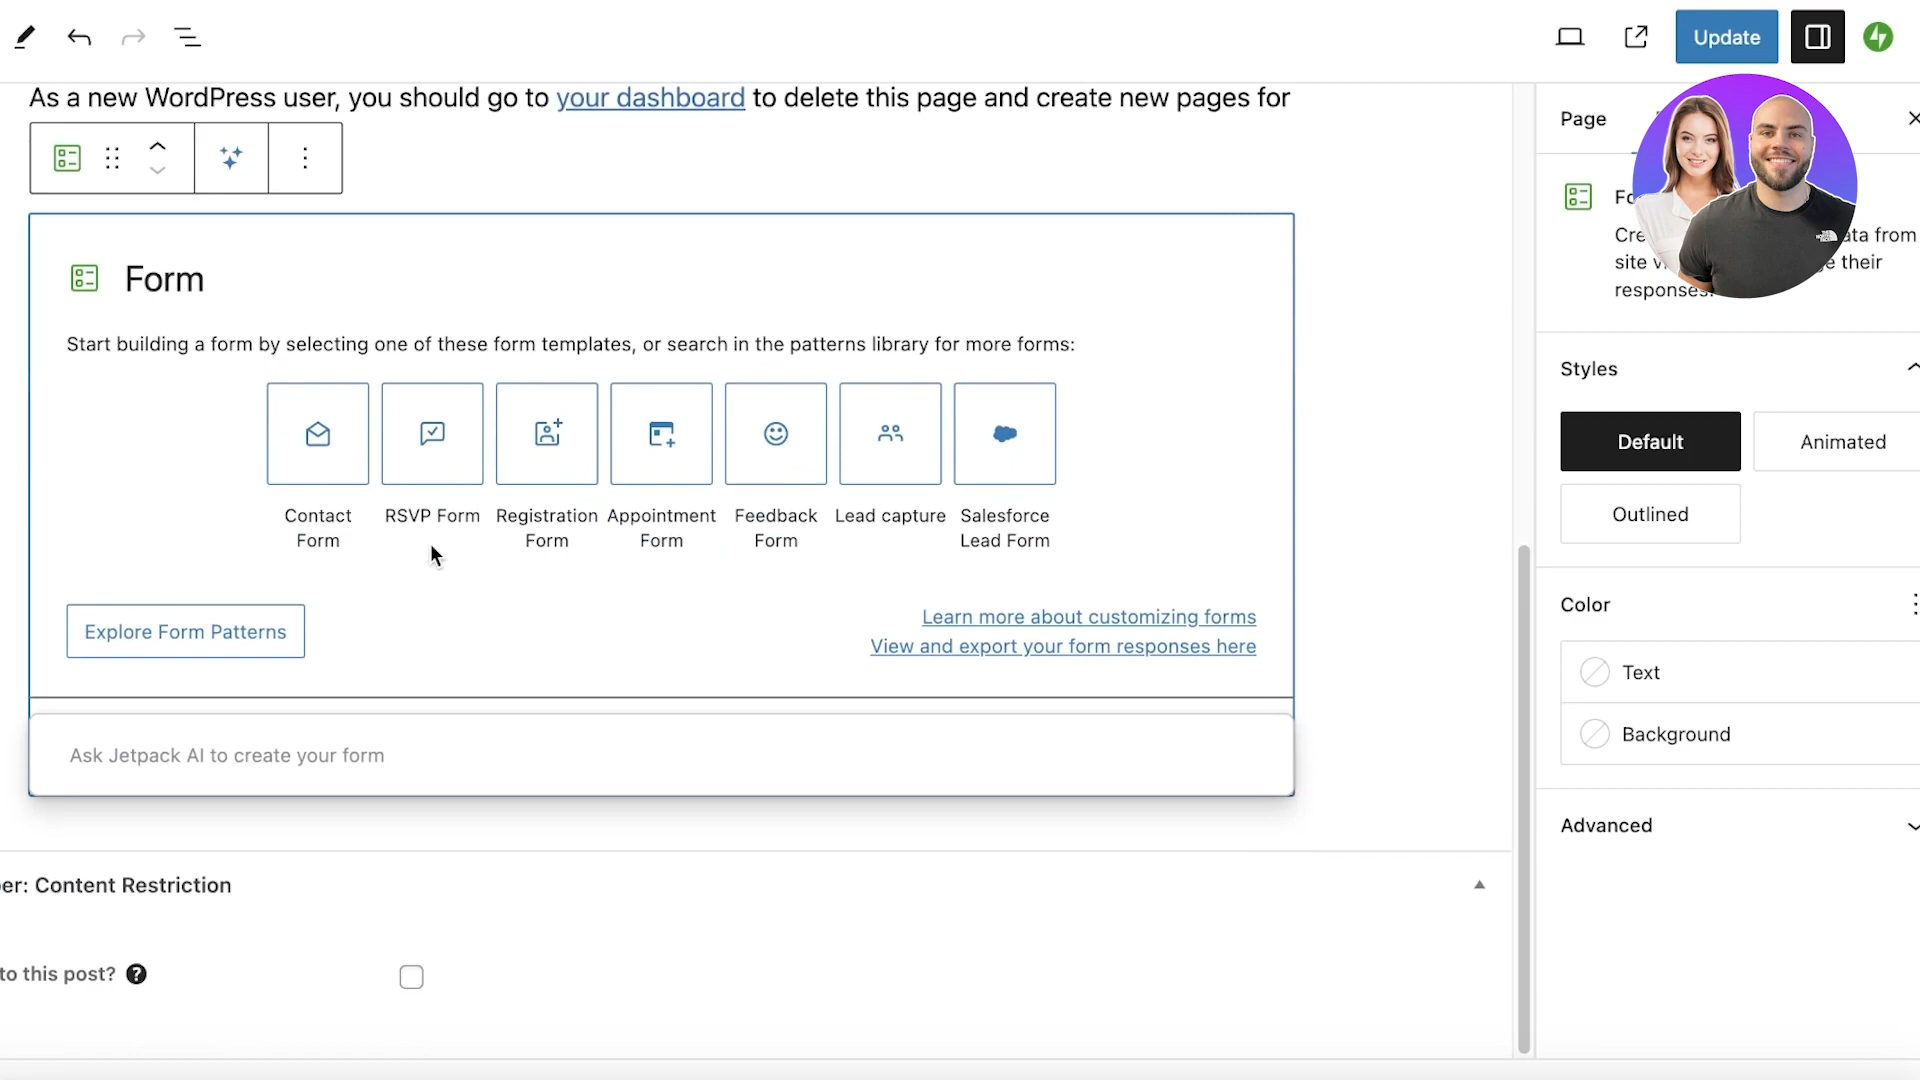 Update
As a new WordPress user, you should go to your dashboard to delete this page and create new pages for
Page
Form
Start building a form by selecting one of these form templates, or search in the patterns library for more forms:
Contact Form
RSVP Form
Registration Form
Appointment Form
Feedback Form
Lead capture
Salesforce Lead Form
Explore Form Patterns
Learn more about customizing forms
View and export your form responses here
Ask Jetpack AI to create your form
er: Content Restriction
to this post? ?
from
site
their
responses.
Styles
Default
Animated
Outlined
Color
Text
Background
Advanced